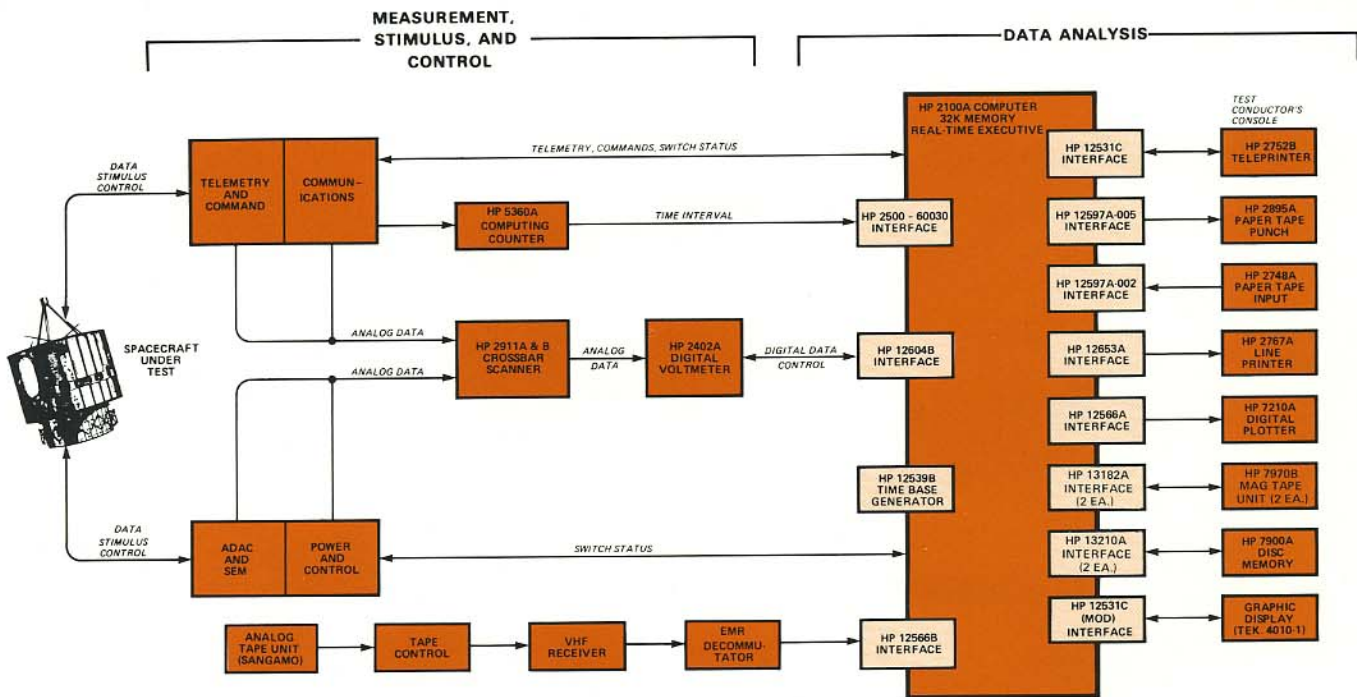 MEASUREMENT,
STIMULUS, AND
CONTROL
DATA ANALYSIS
DATA
STIMULUS
CONTROL
TELEMETRY
AND
COMMAND
COMMUN-
ICATIONS
TELEMETRY, COMMANDS, SWITCH STATUS
HP 5360A
COMPUTING
COUNTER
TIME INTERVAL
HP 2500 - 60030
INTERFACE
SPACECRAFT
UNDER
TEST
ANALOG DATA
ANALOG DATA
HP 2911A & B
CROSSBAR
SCANNER
ANALOG
DATA
HP 2402A
DIGITAL
VOLTMETER
DIGITAL DATA
CONTROL
HP 12604B
INTERFACE
HP 12539B
TIME BASE
GENERATOR
DATA
STIMULUS
CONTROL
ADAC
AND
SEM
POWER
AND
CONTROL
SWITCH STATUS
ANALOG
TAPE UNIT
(SANGAMO)
TAPE
CONTROL
VHF
RECEIVER
EMR
DECOMMU-
TATOR
HP 12566B
INTERFACE
HP 2100A COMPUTER
32K MEMORY
REAL-TIME EXECUTIVE
TEST
CONDUCTOR'S
CONSOLE
HP 12531C
INTERFACE
HP 2752B
TELEPRINTER
HP 12597A-005
INTERFACE
HP 2895A
PAPER TAPE
PUNCH
HP 12597A-002
INTERFACE
HP 2748A
PAPER TAPE
INPUT
HP 12653A
INTERFACE
HP 2767A
LINE
PRINTER
HP 12566A
INTERFACE
HP 7210A
DIGITAL
PLOTTER
HP 13182A
INTERFACE
(2 EA.)
HP 7970B
MAG TAPE
UNIT (2 EA.)
HP 13210A
INTERFACE
(2 EA.)
HP 7900A
DISC
MEMORY
HP 12531C
(MOD)
INTERFACE
GRAPHIC
DISPLAY
(TEK. 4010-1)